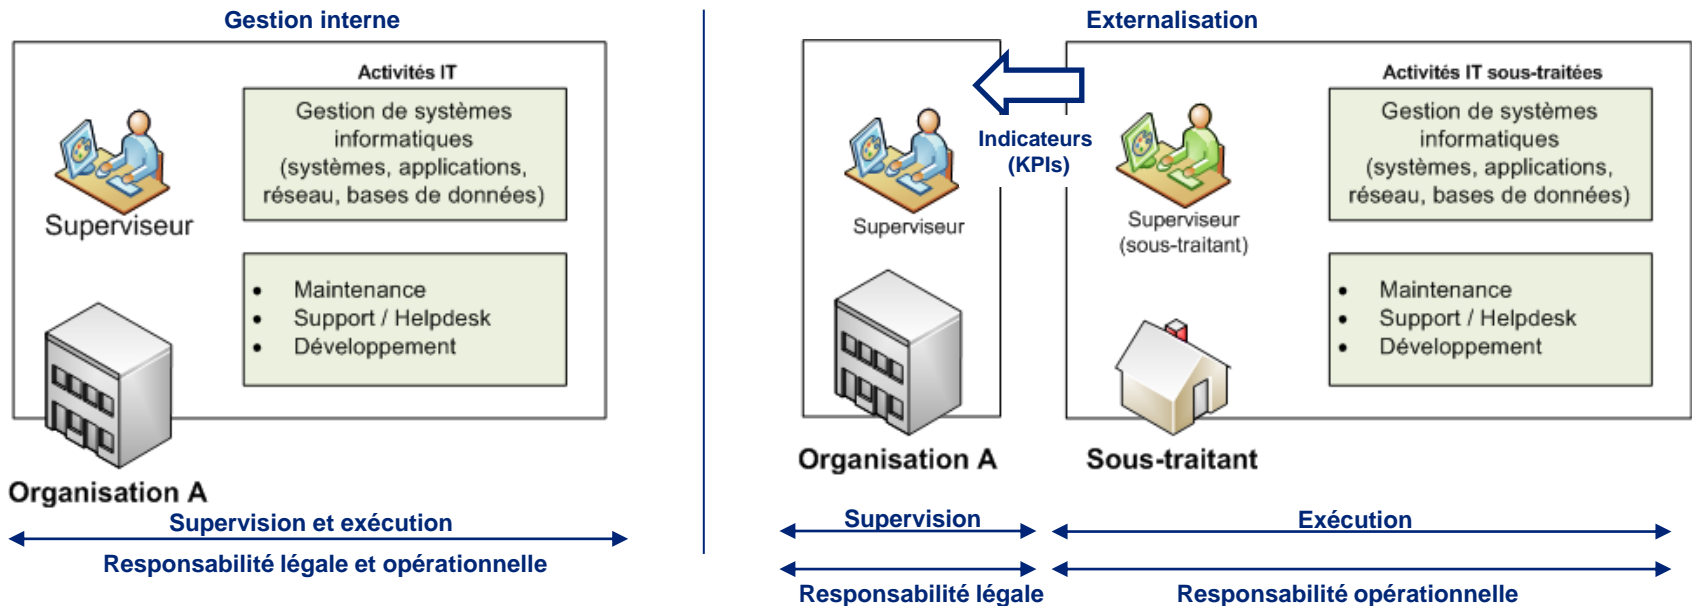 Gestion interne
Activités IT
Gestion de systèmes
informatiques
(systèmes, applications,
réseau, bases de données)
Superviseur
• Maintenance
• Support / Helpdesk
• Développement
Organisation A
Supervision et exécution
Responsabilité légale et opérationnelle
Externalisation
Indicateurs
(KPIs)
Superviseur
Organisation A
Activités IT sous-traitées
Gestion de systèmes
informatiques
(systèmes, applications,
réseau, bases de données)
Superviseur
(sous-traitant)
• Maintenance
• Support / Helpdesk
• Développement
Sous-traitant
Supervision
Exécution
Responsabilité légale
Responsabilité opérationnelle